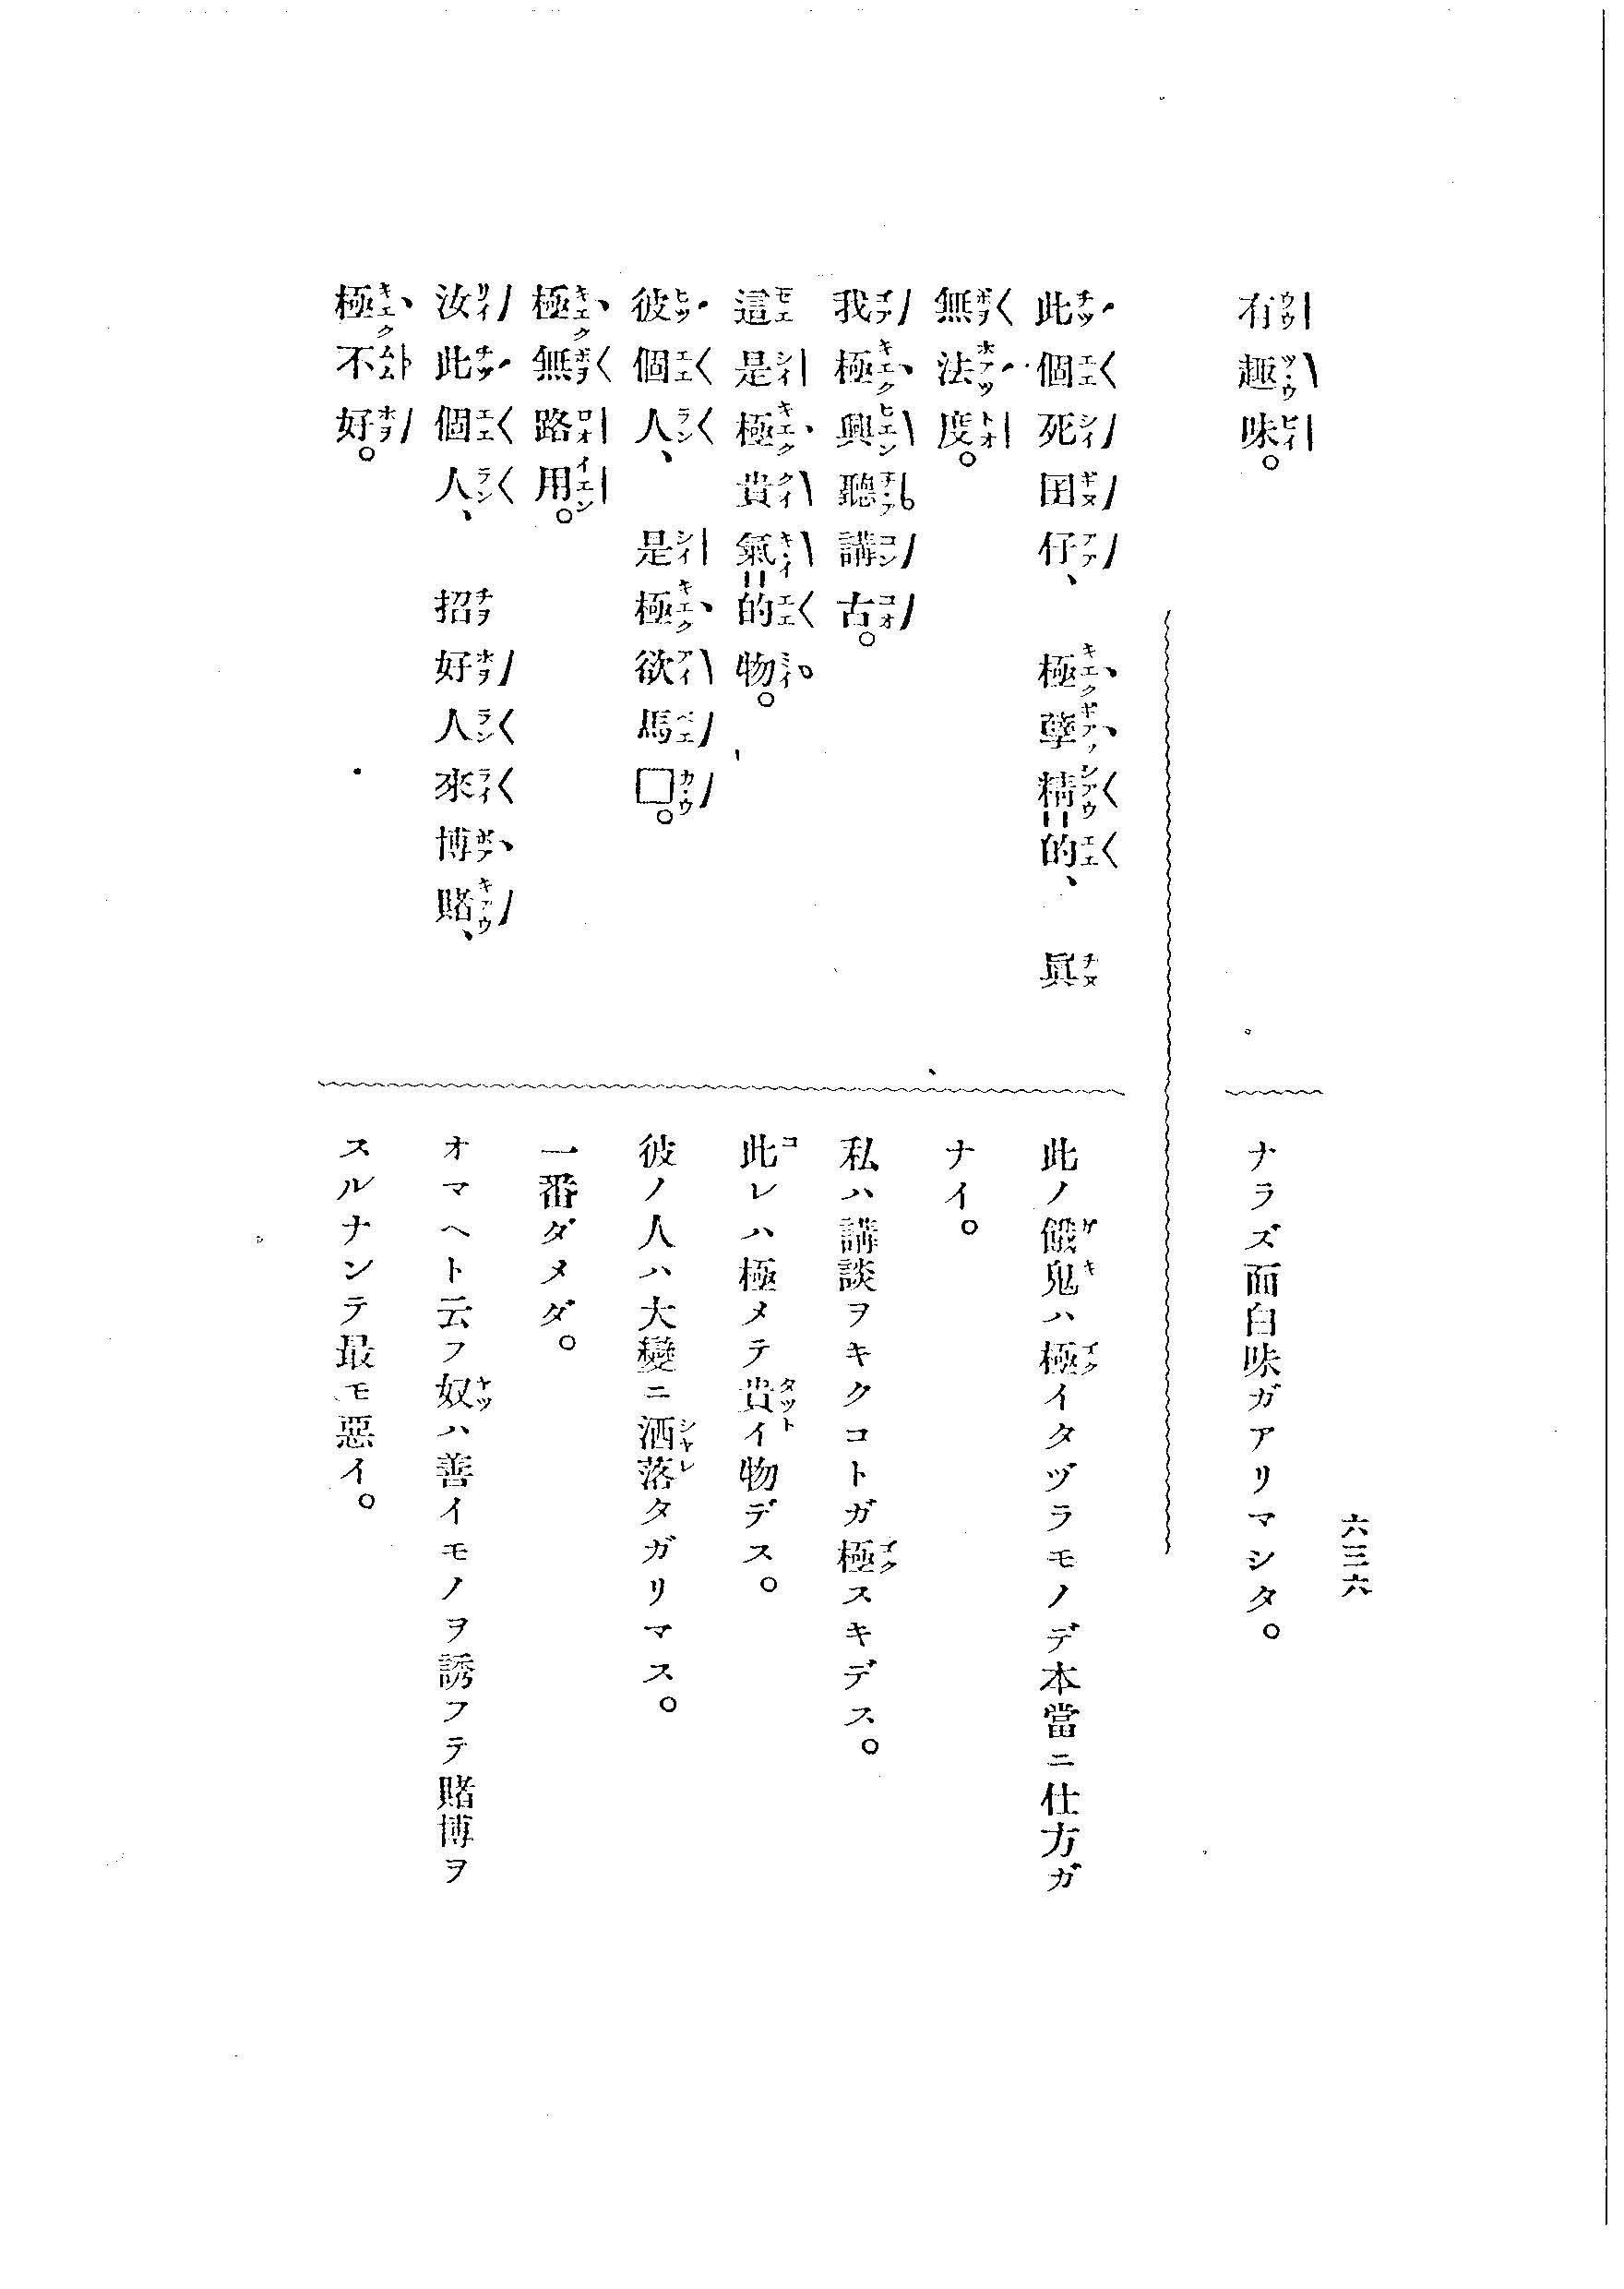 六三六
有趣味。
ナラズ面白味ガアリマシタ。
此個死囝仔、極孽精＝的、眞
無法度。
我極興聽講古。
這是極貴氣＝的物。
彼個人、是極欲馬□。
極無路用。
汝此個人、招好人來博賭、
極不好。
此ノ餓鬼ハ極イタヅラモノデ本當ニ仕方ガ
ナイ。
私ハ講談ヲキクコトガ極スキデス。
此レハ極メテ貴イ物デス。
彼ノ人ハ大變ニ洒落タガリマス。
一番ダメダ。
オマヘト云フ奴ハ善イモノヲ誘フテ賭博ヲ
スルナンテ最モ惡イ。